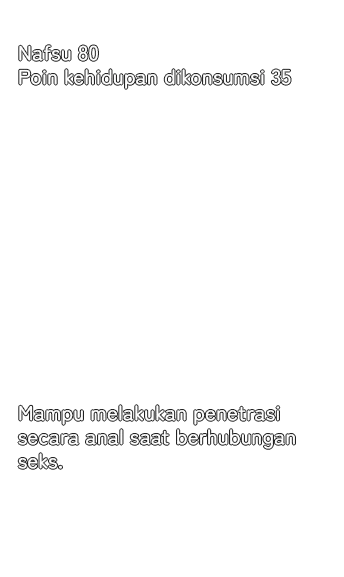 Nafsu 80
Poin kehidupan dikonsumsi 35
Mampu melakukan penetrasi
secara anal saat berhubungan
seks.